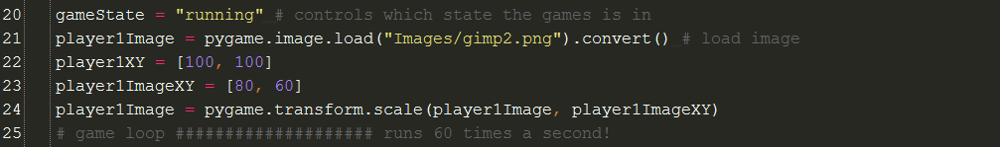 20 gameState = "running" # controls which state the games is in
21 player1Image = pygame.image.load("Images/gimp2.png").convert() # load image
22 player1XY = [100, 100]
23 player1ImageXY = [80, 60]
24 player1Image = pygame.transform.scale(player1Image, player1ImageXY)
25 # game loop #################### runs 60 times a second!